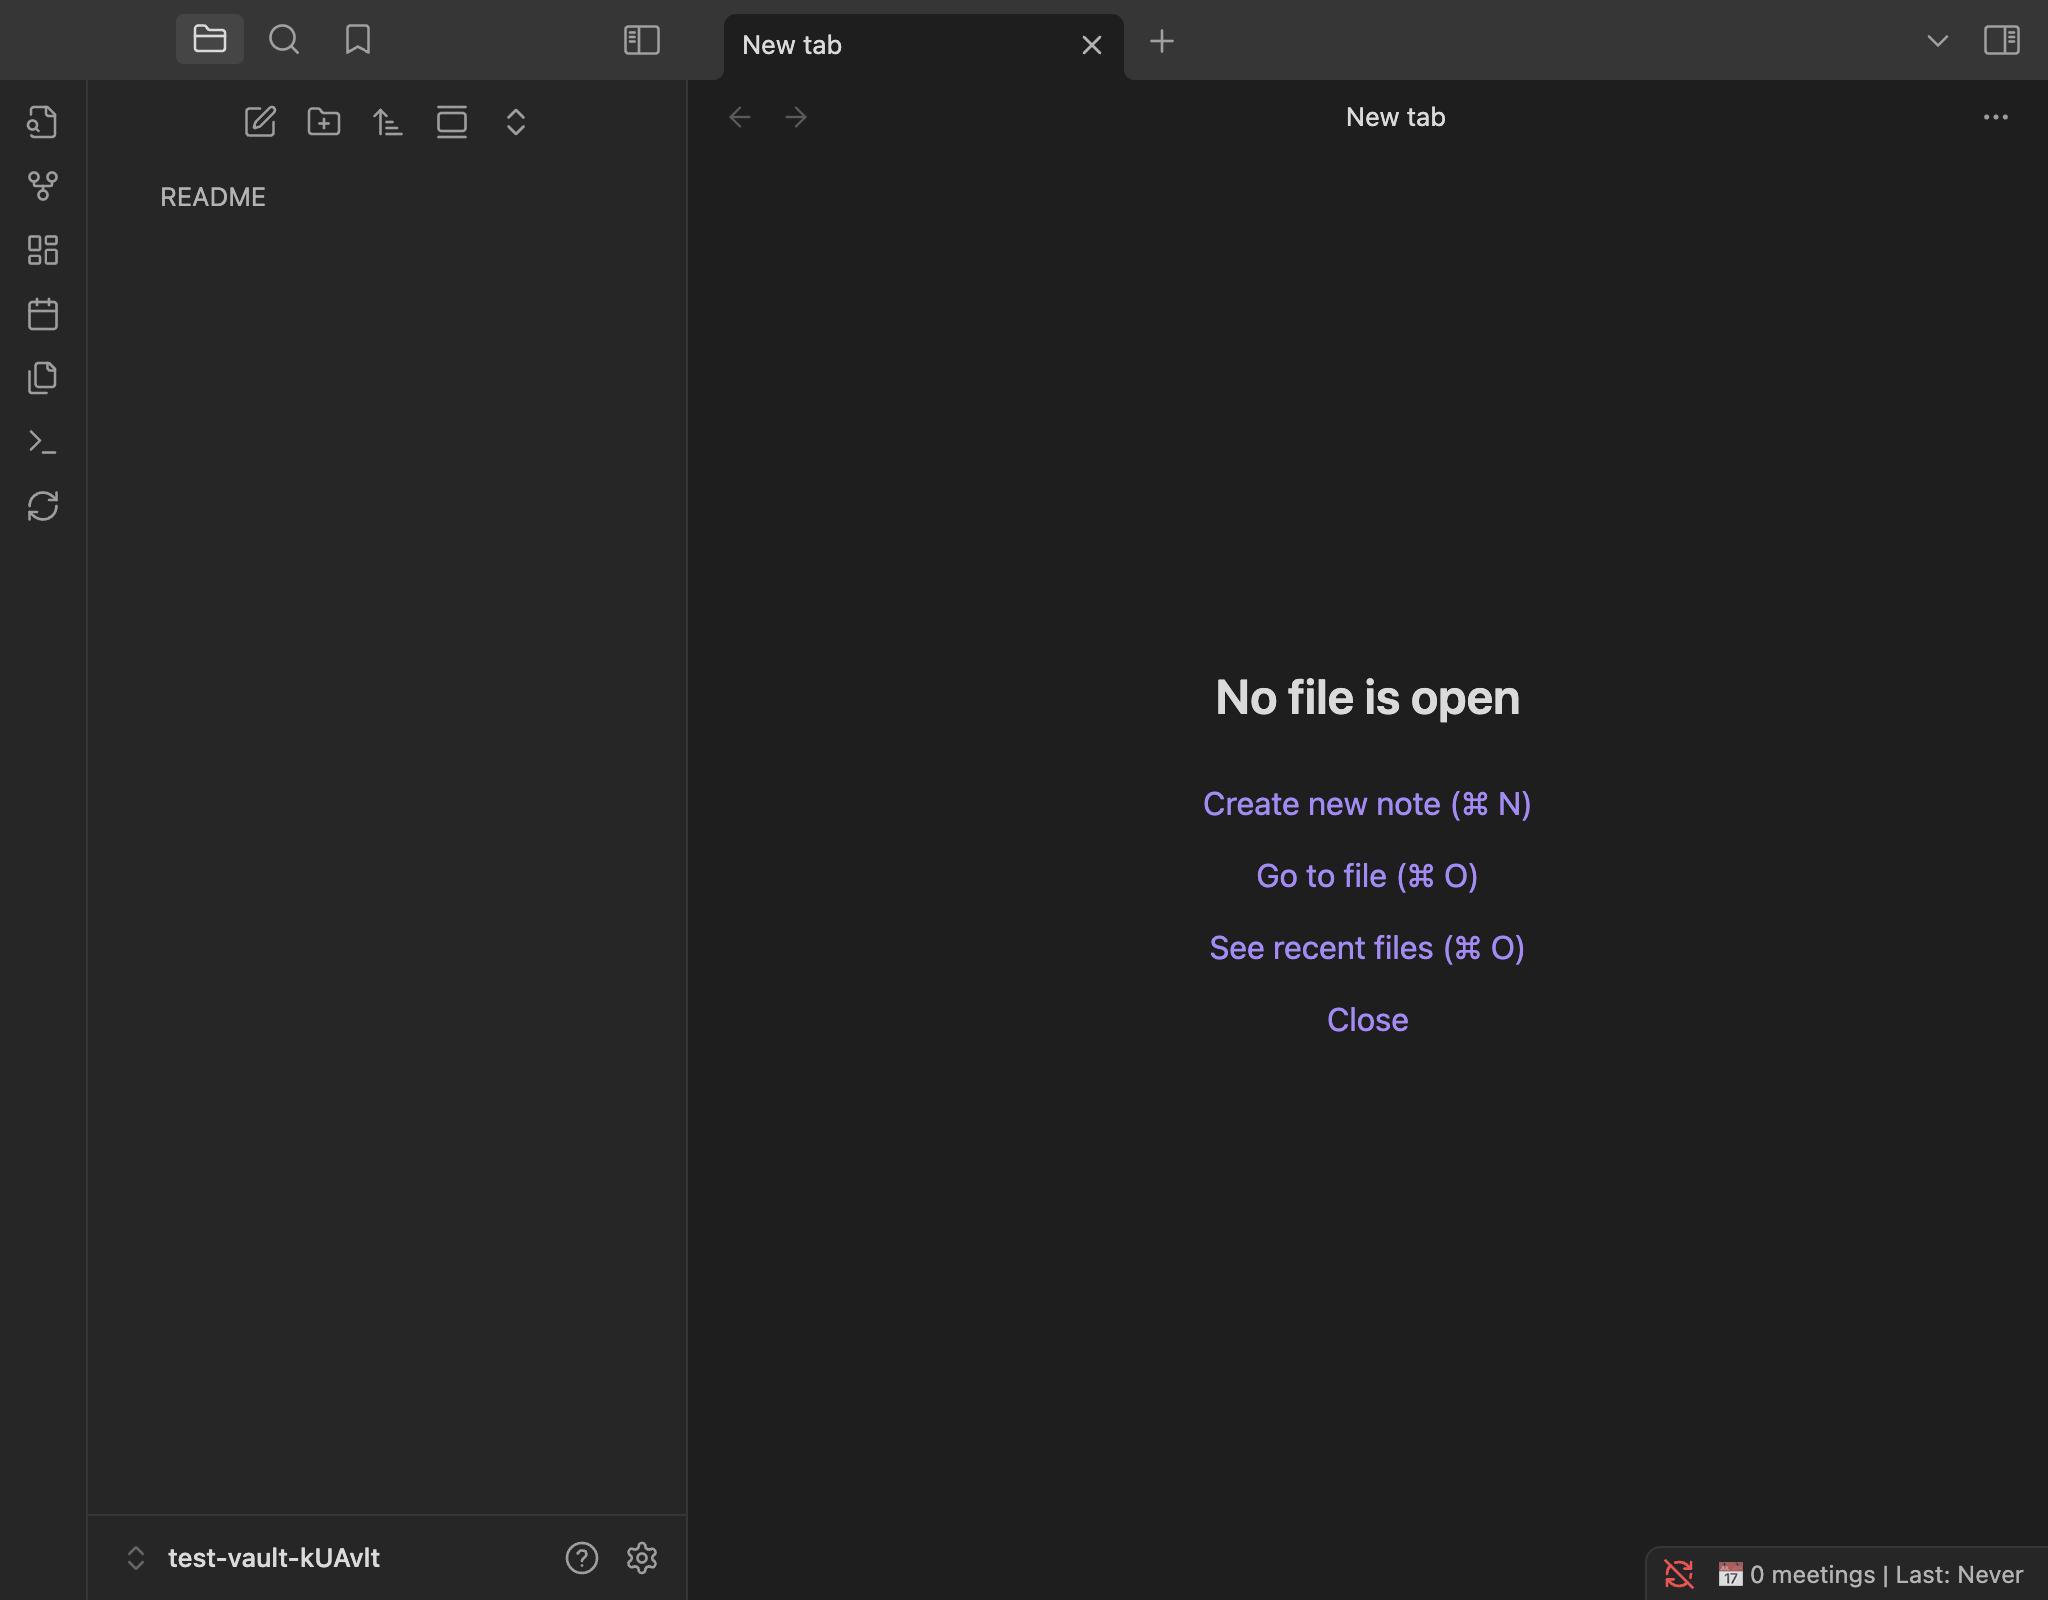 New tab
New tab
README
No file is open
Create new note (⌘ N)
Go to file (⌘ O)
See recent files (⌘ O)
Close
test-vault-kUAvlt
17 0 meetings | Last: Never